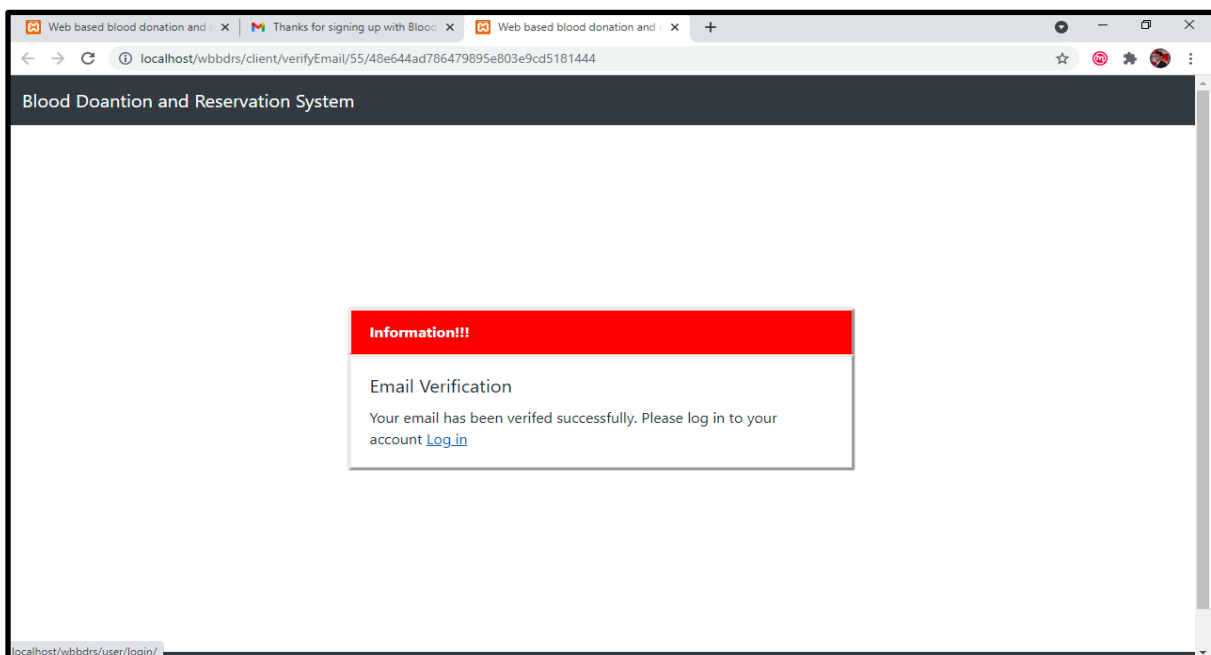 Web based blood donation and r
Thanks for signing up with Blood
Web based blood donation and r
localhost/wbbdrs/client/verifyEmail/55/48e644ad786479895e803e9cd5181444
Blood Doantion and Reservation System
Information!!!
Email Verification
Your email has been verifed successfully. Please log in to your
account Log in
localhost/wbbdrs/user/login/